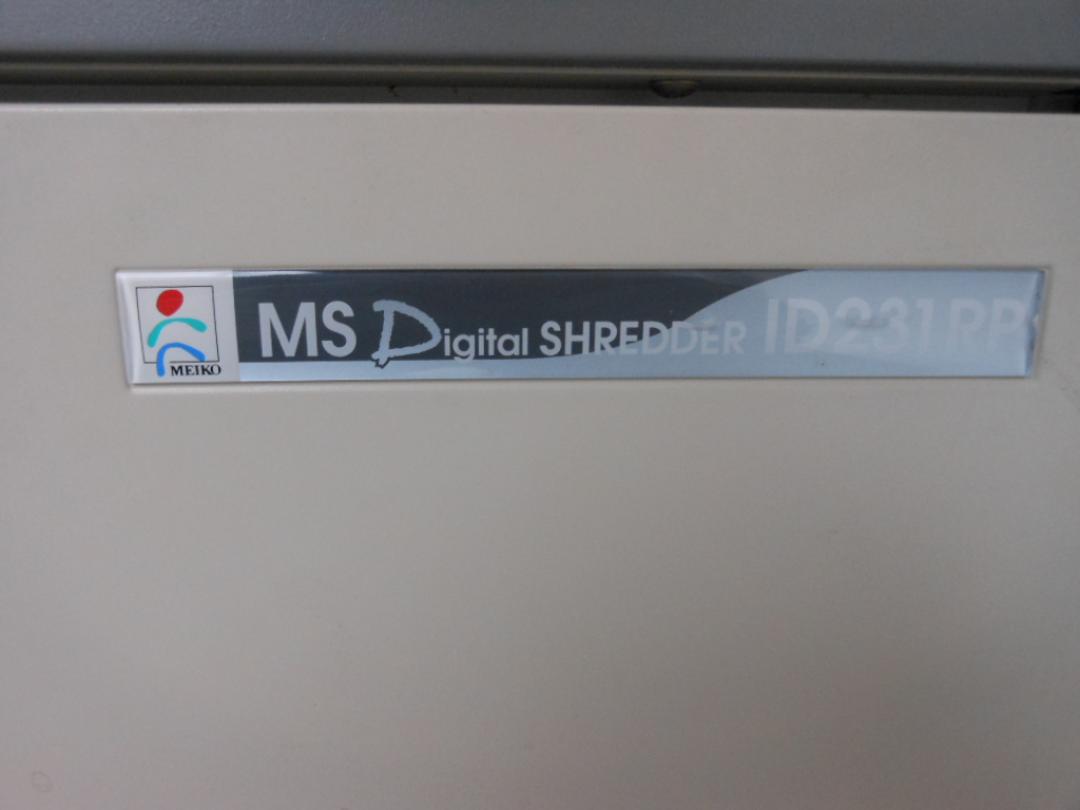 MEIKO
MS Digital SHREDDER ID231RP